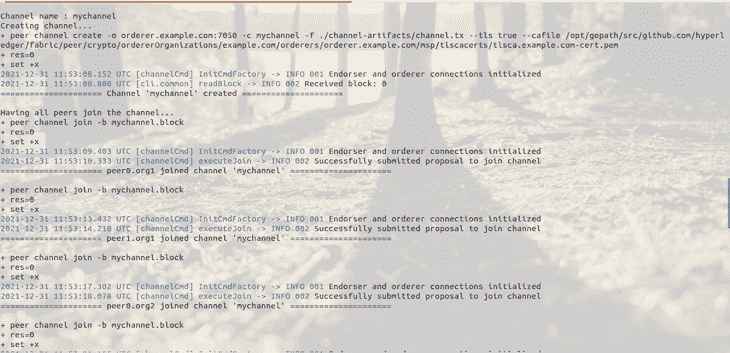 Channel name : mychannel
Creating channel...
+ peer channel create -o orderer.example.com:7050 -c mychannel -f ./channel-artifacts/channel.tx --tls true --cafile /opt/gopath/src/github.com/hyperl
edger/fabric/peer/crypto/ordererOrganizations/example.com/orderers/orderer.example.com/msp/tlscacerts/tlsca.example.com-cert.pem
+ res=0
+ set +x
2021-12-31 11:53:08.152 UTC [channelCmd] InitCmdFactory -> INFO 001 Endorser and orderer connections initialized
2021-12-31 11:53:08.808 UTC [cli.common] readBlock -> INFO 002 Received block: 0
===================== Channel 'mychannel' created =====================
Having all peers join the channel...
+ peer channel join -b mychannel.block
+ res=0
+ set +x
2021-12-31 11:53:09.403 UTC [channelCmd] InitCmdFactory -> INFO 001 Endorser and orderer connections initialized
2021-12-31 11:53:10.333 UTC [channelCmd] executeJoin -> INFO 002 Successfully submitted proposal to join channel
===================== peer0.org1 joined channel 'mychannel' =====================
+ peer channel join -b mychannel.block
+ res=0
+ set +x
2021-12-31 11:53:13.432 UTC [channelCmd] InitCmdFactory -> INFO 001 Endorser and orderer connections initialized
2021-12-31 11:53:14.218 UTC [channelCmd] executeJoin -> INFO 002 Successfully submitted proposal to join channel
===================== peer1.org1 joined channel 'mychannel' =====================
+ peer channel join -b mychannel.block
+ res=0
+ set +x
2021-12-31 11:53:17.302 UTC [channelCmd] InitCmdFactory -> INFO 001 Endorser and orderer connections initialized
2021-12-31 11:53:18.078 UTC [channelCmd] executeJoin -> INFO 002 Successfully submitted proposal to join channel
===================== peer0.org2 joined channel 'mychannel' =====================
+ peer channel join -b mychannel.block
+ res=0
+ set +x